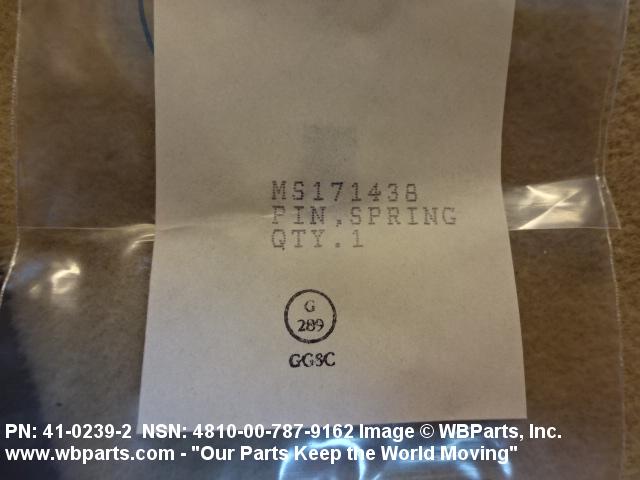 MS171438
PIN,SPRING
QTY.1
G
289
GG8C
PN: 41-0239-2 NSN: 4810-00-787-9162 Image © WBParts, Inc.
www.wbparts.com - "Our Parts Keep the World Moving"